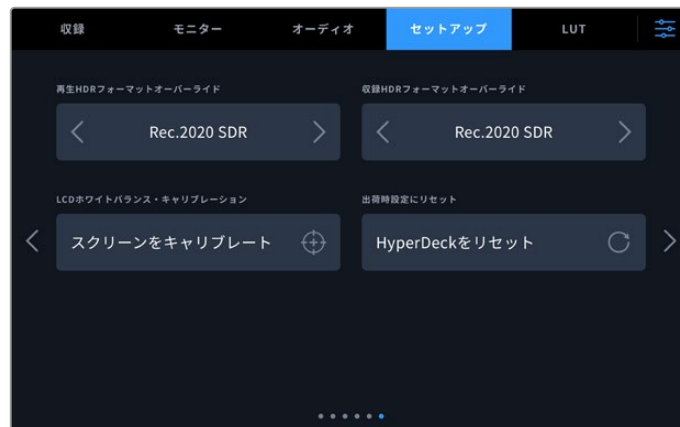 収録 モニター オーディオ セットアップ LUT
再生HDRフォーマットオーバーライド 収録HDRフォーマットオーバーライド
Rec.2020 SDR Rec.2020 SDR
LCDホワイトバランス・キャリブレーション 出荷時設定にリセット
スクリーンをキャリブレート HyperDeckをリセット